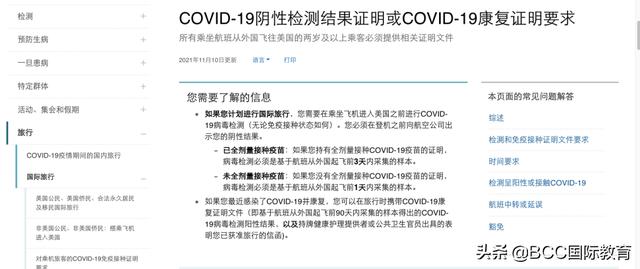 检测
预防生病
一旦患病
特定群体
活动、集会和假期
旅行
COVID-19疫情期间的国内旅行
国际旅行
美国公民、美国侨民、合法永久居
民及移民国际旅行
非美国公民、非美国侨民：搭乘飞机
进入美国
对乘机旅客的COVID-19免疫接种证明
要求
COVID-19阴性检测结果证明或COVID-19康复证明要求
所有乘坐航班从外国飞往美国的两岁及以上乘客必须提供相关证明文件
2021年11月10日更新 语言 打印
您需要了解的信息
如果您计划进行国际旅行，您需要在乘坐飞机进入美国之前进行COVID-
19病毒检测（无论免疫接种状态如何）。您必须在登机之前向航空公司出
示您的阴性结果。
– 已全剂量接种疫苗：如果您持有全剂量接种COVID-19疫苗的证明，
病毒检测必须是基于航班从外国起飞前3天内采集的样本。
– 未全剂量接种疫苗：如果您没有全剂量接种COVID-19疫苗的证明，
病毒检测必须是基于航班从外国起飞前1天内采集的样本。
如果您最近感染了COVID-19并康复，您可以在旅行时携带COVID-19康
复证明文件（即基于航班从外国起飞前90天内采集的样本得出的COVID-
19病毒检测阳性结果，以及持牌健康护理提供者或公共卫生官员出具的表
明您已获准旅行的信函）。
本页面的常见问题解答
综述
检测和免疫接种证明文件要求
时间要求
检测呈阳性或接触COVID-19
航班中转或延误
豁免
头条 @BCC国际教育